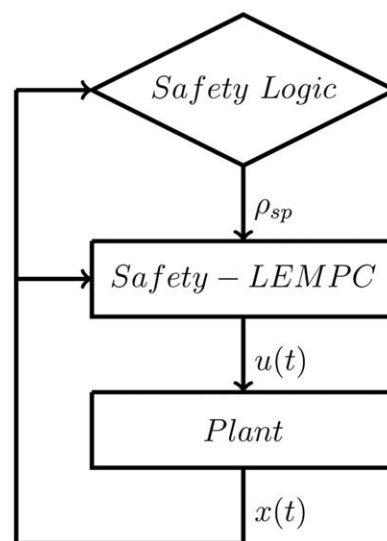 Safety Logic
ρ_sp
Safety − LEMPC
u(t)
Plant
x(t)